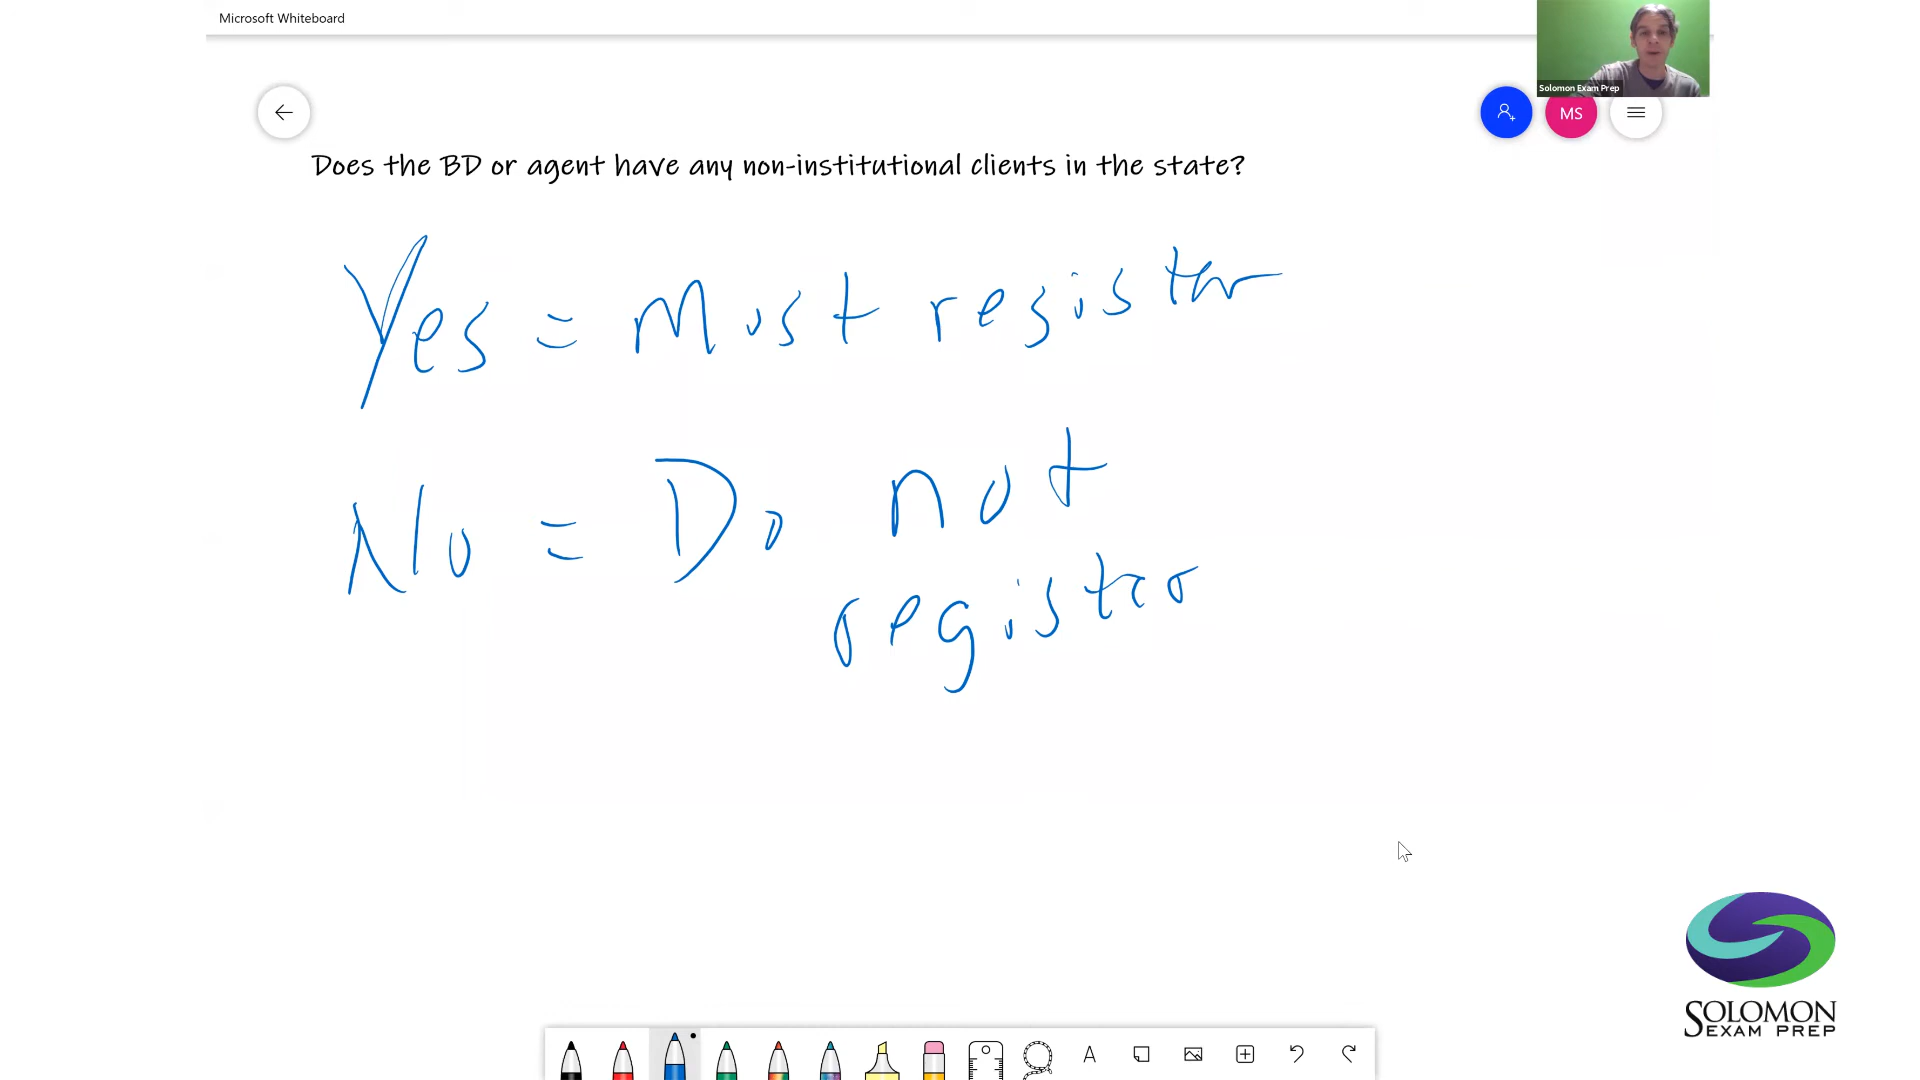 Microsoft Whiteboard
Solomon Exam Prep
MS
Does the BD or agent have any non-institutional clients in the state?
Yes = Must register
No = Do not
register
A
SOLOMON
EXAM PREP